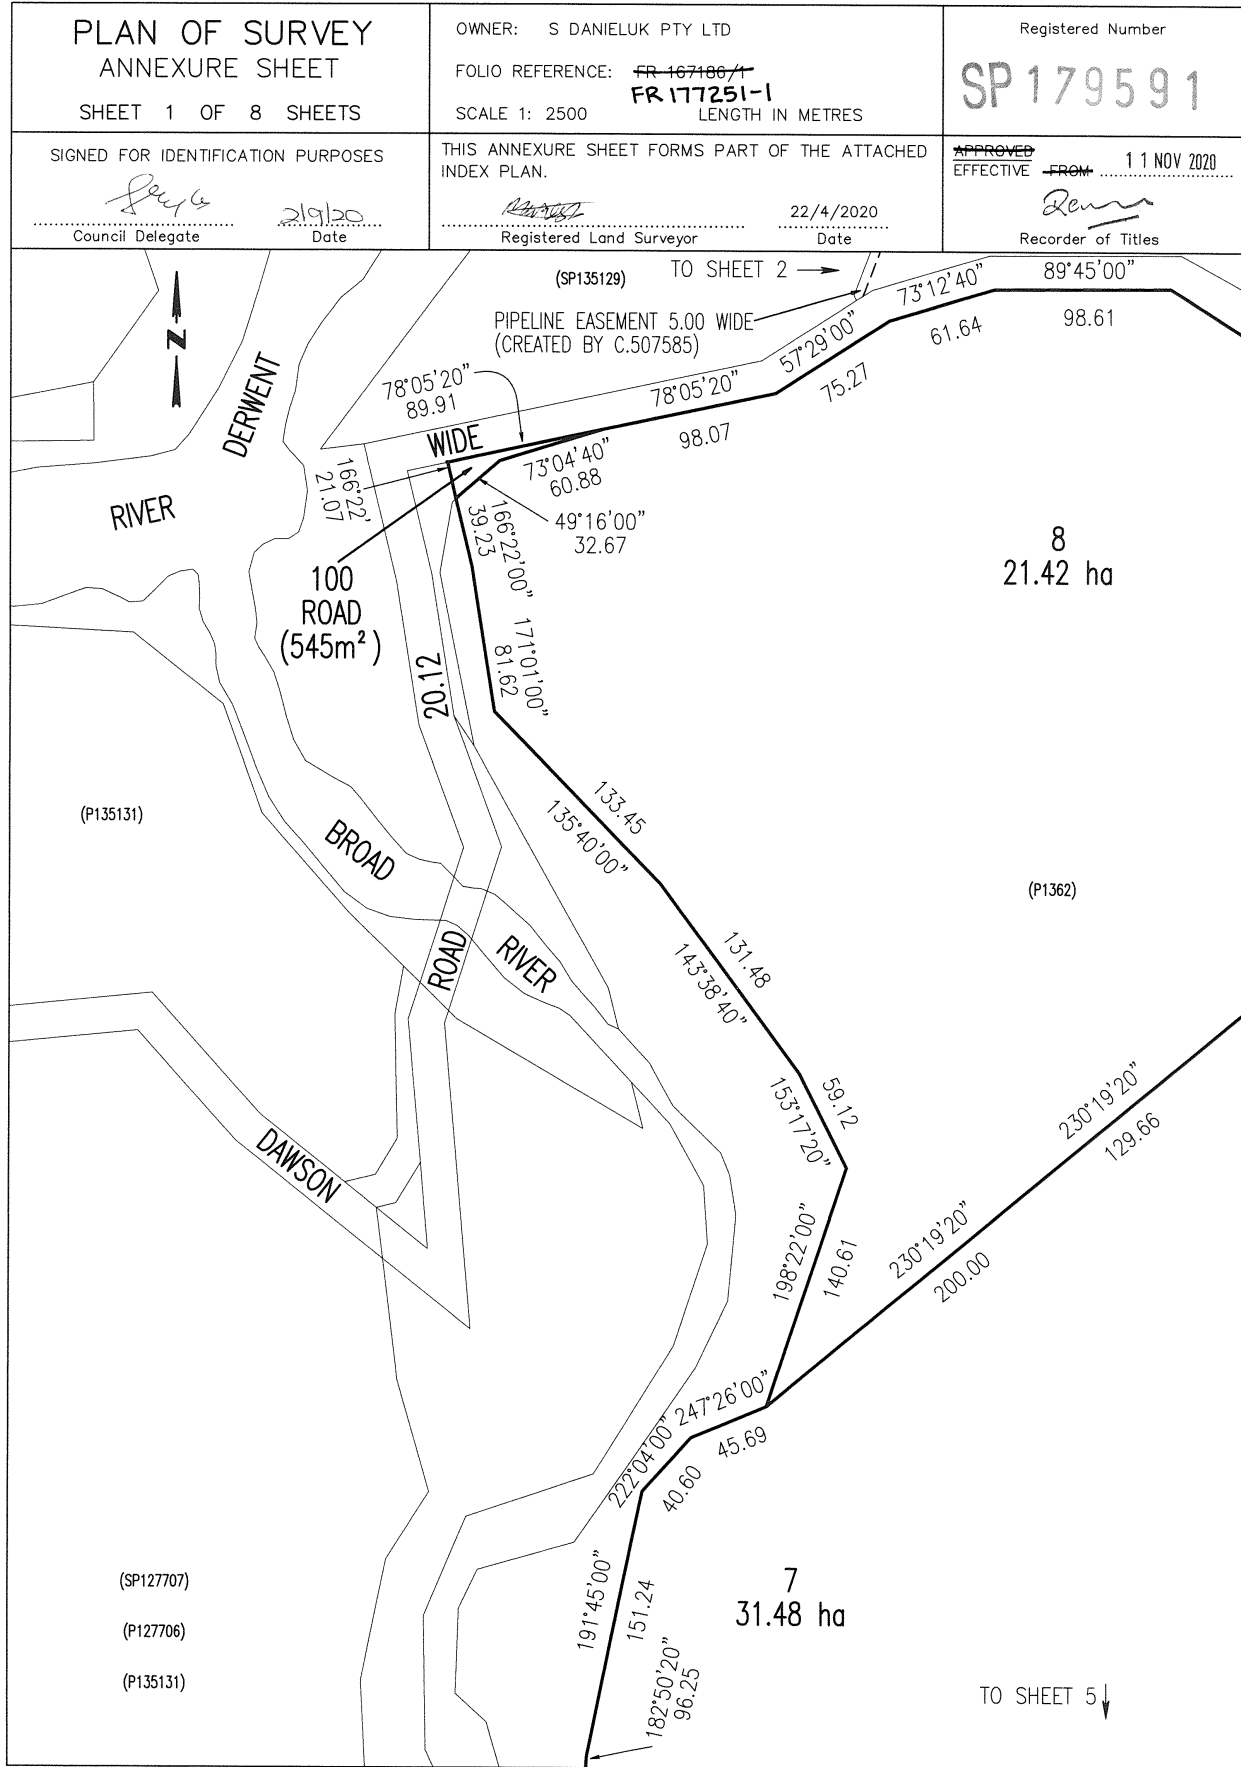 PLAN OF SURVEY
ANNEXURE SHEET
SHEET 1 OF 8 SHEETS
OWNER: S DANIELUK PTY LTD
FOLIO REFERENCE: FR 167186/1
FR 177251-1
SCALE 1: 2500 LENGTH IN METRES
Registered Number
SP179591
SIGNED FOR IDENTIFICATION PURPOSES
2/9/20
Council Delegate Date
THIS ANNEXURE SHEET FORMS PART OF THE ATTACHED
INDEX PLAN.
22/4/2020
Registered Land Surveyor Date
APPROVED
EFFECTIVE FROM 11 NOV 2020
Recorder of Titles
(SP135129)
TO SHEET 2
PIPELINE EASEMENT 5.00 WIDE
(CREATED BY C.507585)
73°12'40"
61.64
89°45'00"
98.61
57°29'00"
75.27
N
DERWENT
RIVER
78°05'20"
89.91
78°05'20"
98.07
WIDE
73°04'40"
60.88
166°22'
21.07
49°16'00"
32.67
166°22'00"
39.23
100
ROAD
(545m²)
8
21.42 ha
171°01'00"
81.62
20.12
(P135131)
133.45
135°40'00"
BROAD
RIVER
ROAD
(P1362)
131.48
143°38'40"
59.12
153°17'20"
230°19'20"
129.66
DAWSON
198°22'00"
140.61
230°19'20"
200.00
247°26'00"
45.69
222°04'00"
40.60
191°45'00"
151.24
7
31.48 ha
(SP127707)
(P127706)
(P135131)
182°50'20"
96.25
TO SHEET 5